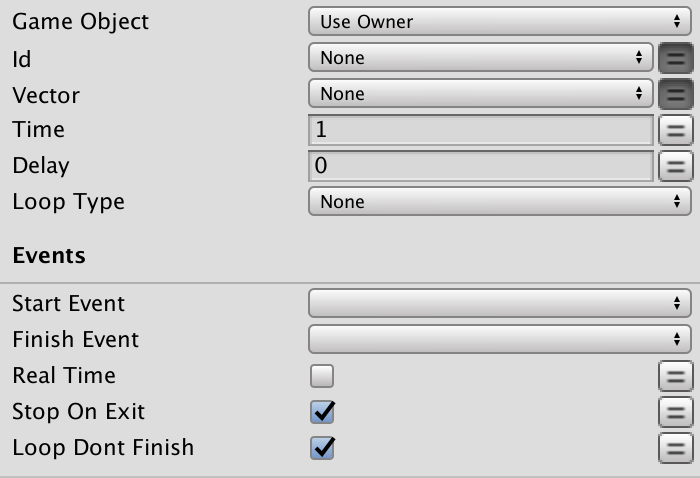 Game Object Use Owner
Id None
Vector None
Time 1
Delay 0
Loop Type None
Events
Start Event
Finish Event
Real Time
Stop On Exit
Loop Dont Finish